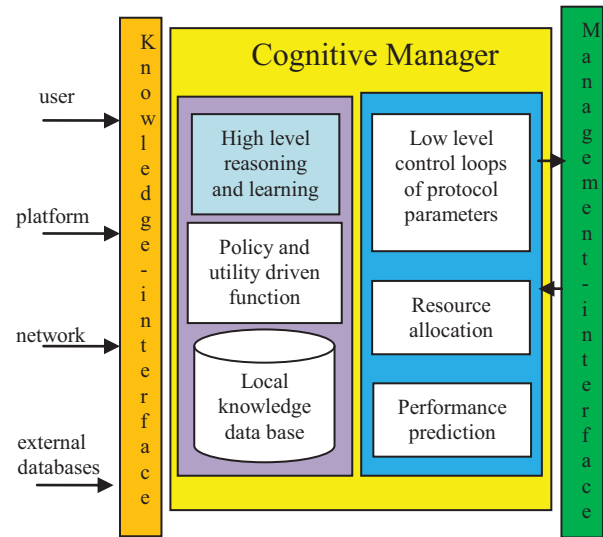 user
platform
network
external
databases
Knowledge-interface
Cognitive Manager
High level
reasoning
and learning
Policy and
utility driven
function
Local
knowledge
data base
Low level
control loops
of protocol
parameters
Resource
allocation
Performance
prediction
Management-interface